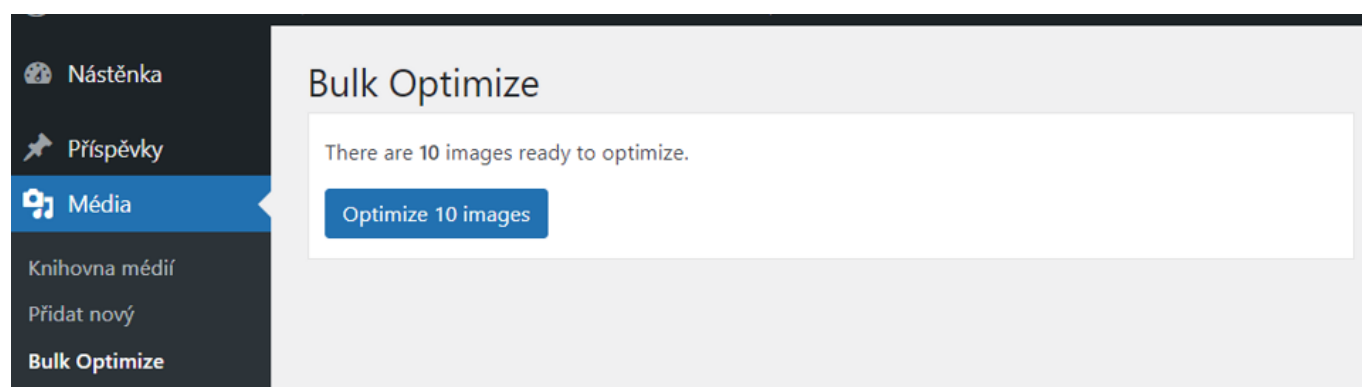 Nástěnka
Příspěvky
Média
Knihovna médií
Přidat nový
Bulk Optimize
Bulk Optimize
There are 10 images ready to optimize.
Optimize 10 images